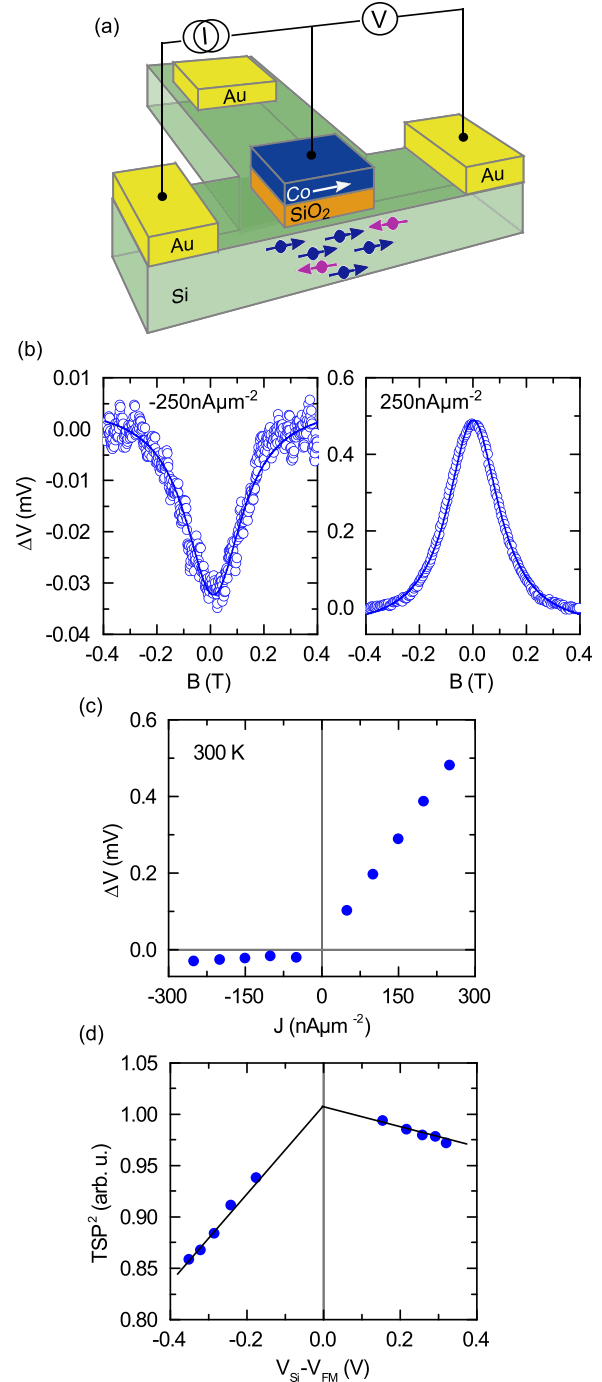 (a)
I
V
Au
Au
Co
Au
SiO₂
Si
(b)
0.01
0.00
-0.01
-0.02
-0.03
-0.04
ΔV (mV)
-250nAµm⁻²
-0.4 -0.2 0.0 0.2 0.4
B (T)
0.6
0.4
0.2
0.0
250nAµm⁻²
-0.4 -0.2 0.0 0.2 0.4
B (T)
(c)
0.6
0.4
0.2
0.0
ΔV (mV)
300 K
-300 -150 0 150 300
J (nAµm⁻²)
(d)
1.05
1.00
0.95
0.90
0.85
0.80
TSP² (arb. u.)
-0.4 -0.2 0.0 0.2 0.4
V_Si-V_FM (V)